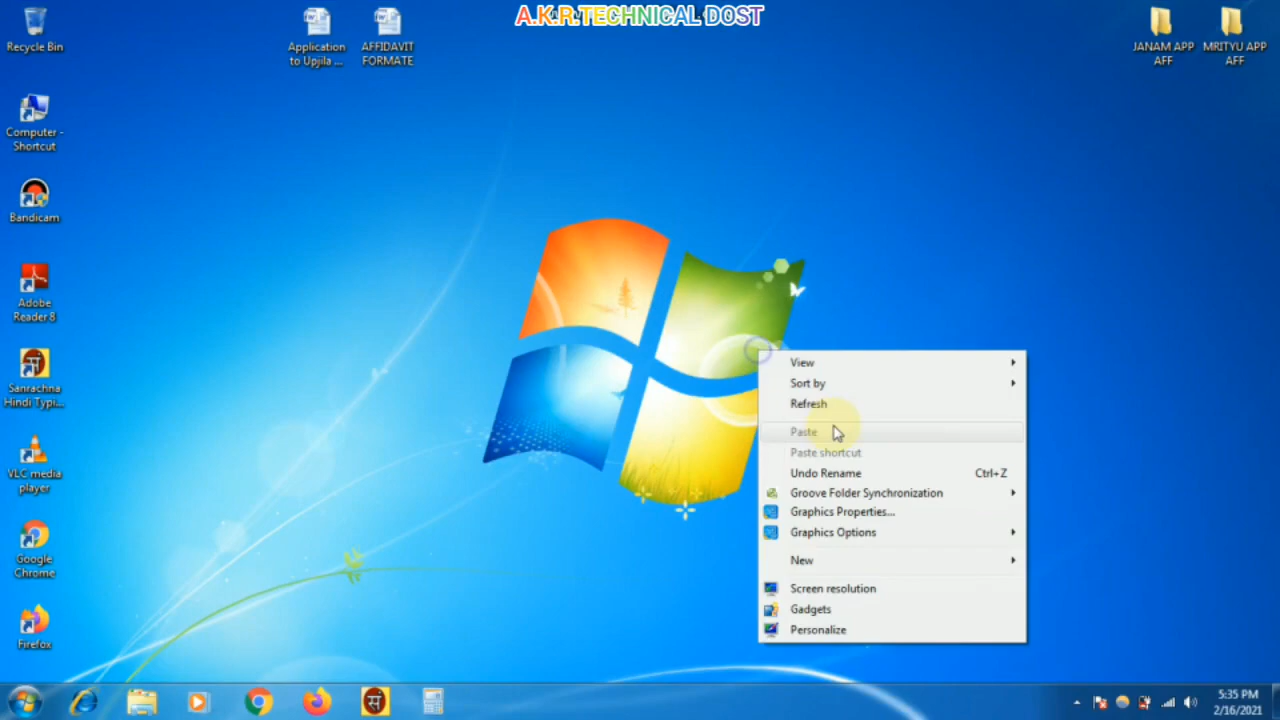 A.K.R.TECHNICAL DOST
Recycle Bin
Application
to Upjila ...
AFFIDAVIT
FORMATE
JANAM APP
AFF
MRITYU APP
AFF
Computer -
Shortcut
Bandicam
Adobe
Reader 8
Sanrachna
Hindi Typi...
VLC media
player
Google
Chrome
Firefox
View
Sort by
Refresh
Paste
Paste shortcut
Undo Rename Ctrl+Z
Groove Folder Synchronization
Graphics Properties...
Graphics Options
New
Screen resolution
Gadgets
Personalize
सं
5:35 PM
2/16/2021